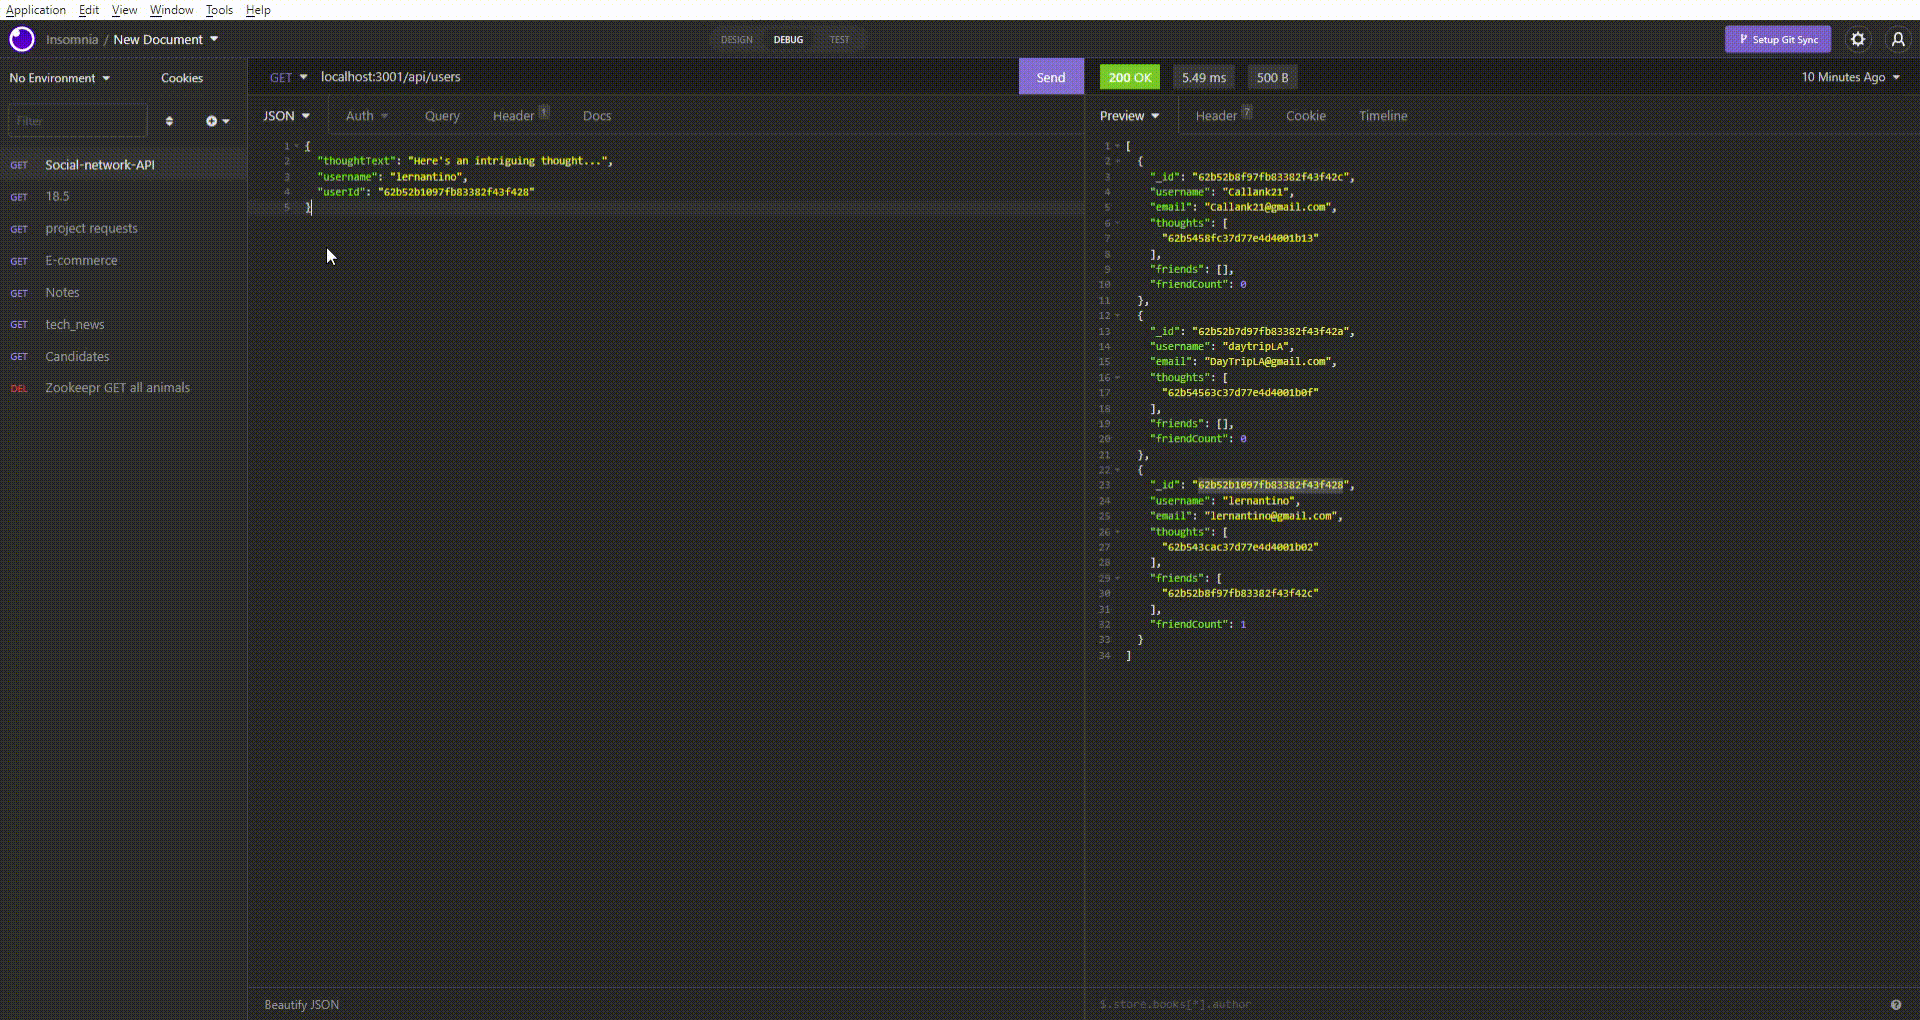 Application Edit View Window Tools Help
Insomnia / New Document
DESIGN DEBUG TEST
Setup Git Sync
No Environment Cookies
GET localhost:3001/api/users Send
200 OK 5.49 ms 500 B 10 Minutes Ago
Filter
JSON Auth Query Header 1 Docs
Preview Header 7 Cookie Timeline
GET Social-network-API
GET 18.5
GET project requests
GET E-commerce
GET Notes
GET tech_news
GET Candidates
DEL Zookeepr GET all animals
1 {
2 "thoughtText": "Here's an intriguing thought...",
3 "username": "lernantino",
4 "userId": "62b52b1097fb83382f43f428"
5 }
1 [
2 {
3 "_id": "62b52b8f97fb83382f43f42c",
4 "username": "Callank21",
5 "email": "Callank21@gmail.com",
6 "thoughts": [
7 "62b5458fc37d77e4d4001b13"
8 ],
9 "friends": [],
10 "friendCount": 0
11 },
12 {
13 "_id": "62b52b7d97fb83382f43f42a",
14 "username": "daytripLA",
15 "email": "DayTripLA@gmail.com",
16 "thoughts": [
17 "62b54563c37d77e4d4001b0f"
18 ],
19 "friends": [],
20 "friendCount": 0
21 },
22 {
23 "_id": "62b52b1097fb83382f43f428",
24 "username": "lernantino",
25 "email": "lernantino@gmail.com",
26 "thoughts": [
27 "62b543cac37d77e4d4001b02"
28 ],
29 "friends": [
30 "62b52b8f97fb83382f43f42c"
31 ],
32 "friendCount": 1
33 }
34 ]
Beautify JSON
$.store.books[*].author